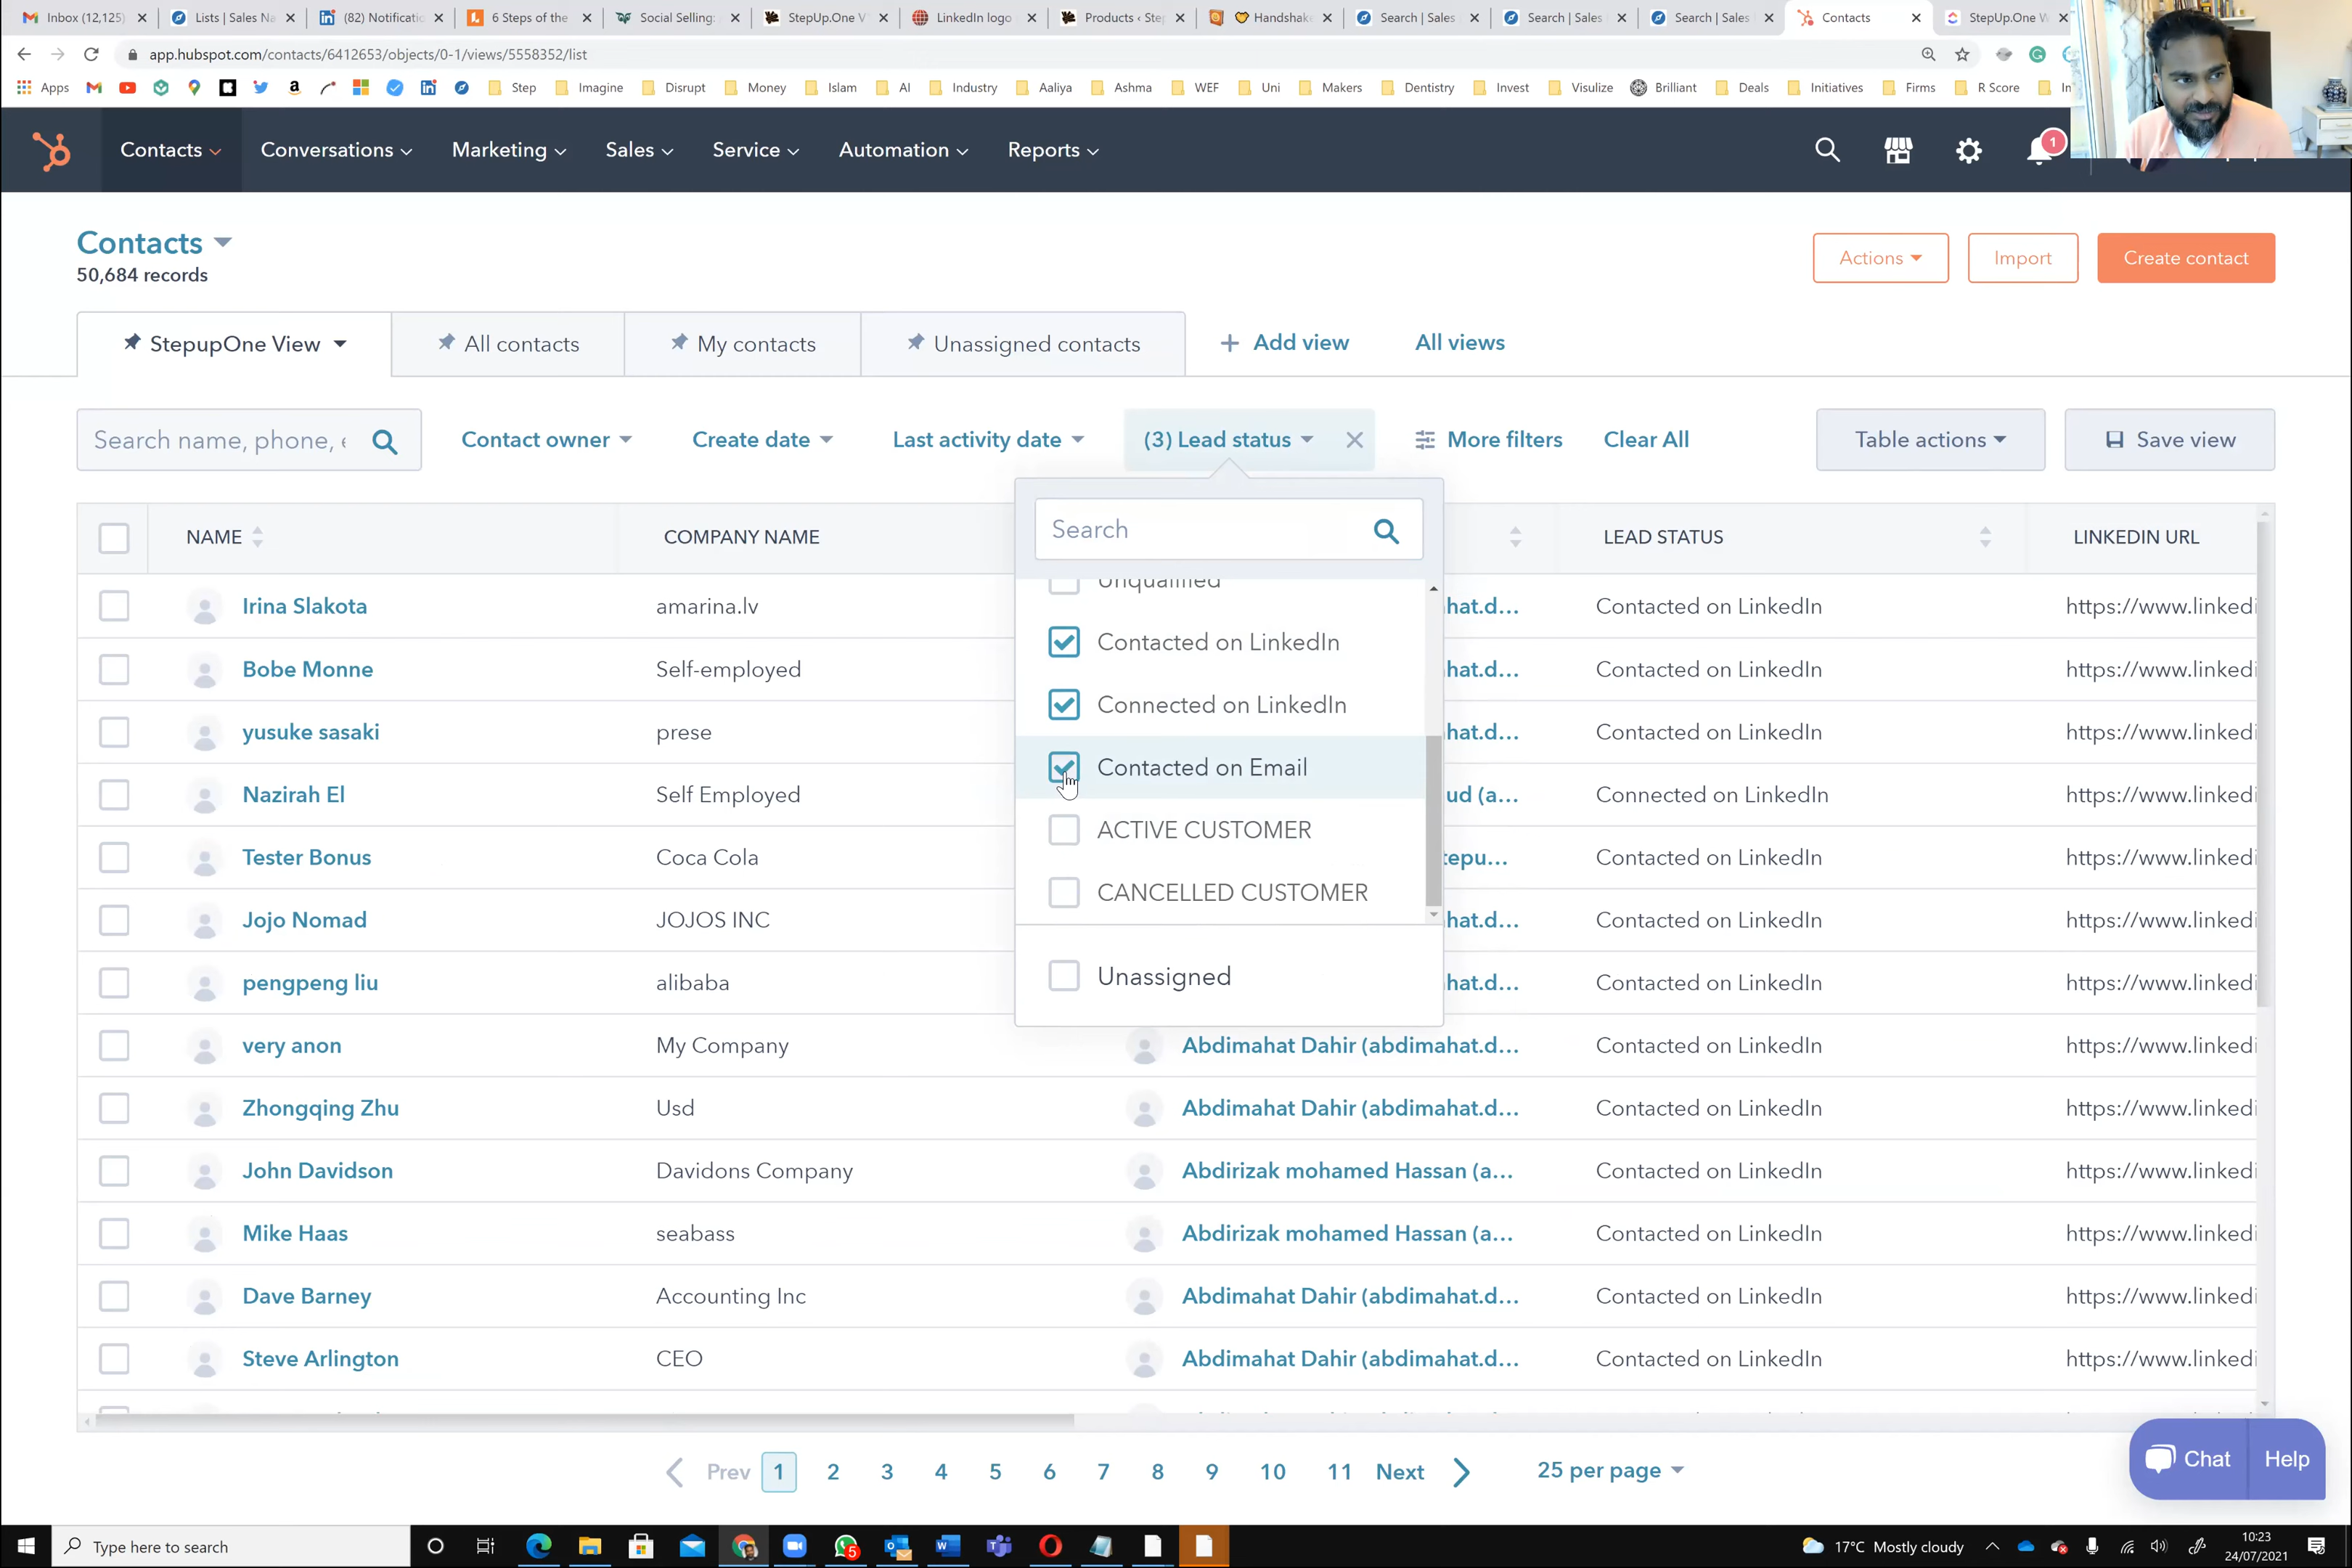 Inbox (12,125)
Lists | Sales Na
(82) Notificatio
6 Steps of the
Social Selling:
StepUp.One V
LinkedIn logo
Products ‹ Step
Handshake
Search | Sales
Search | Sales
Search | Sales
Contacts
StepUp.One W
app.hubspot.com/contacts/6412653/objects/0-1/views/5558352/list
Apps
Step
Imagine
Disrupt
Money
Islam
AI
Industry
Aaliya
Ashma
WEF
Uni
Makers
Dentistry
Invest
Visulize
Brilliant
Deals
Initiatives
Firms
R Score
Contacts
Conversations
Marketing
Sales
Service
Automation
Reports
1
Contacts
50,684 records
Actions
Import
Create contact
StepupOne View
All contacts
My contacts
Unassigned contacts
+ Add view
All views
Search name, phone, e
Contact owner
Create date
Last activity date
(3) Lead status
More filters
Clear All
Table actions
Save view
NAME
COMPANY NAME
LEAD STATUS
LINKEDIN URL
Search
Unqualified
Contacted on LinkedIn
Connected on LinkedIn
Contacted on Email
ACTIVE CUSTOMER
CANCELLED CUSTOMER
Unassigned
Irina Slakota amarina.lv hat.d... Contacted on LinkedIn https://www.linkedi
Bobe Monne Self-employed hat.d... Contacted on LinkedIn https://www.linkedi
yusuke sasaki prese hat.d... Contacted on LinkedIn https://www.linkedi
Nazirah El Self Employed ud (a... Connected on LinkedIn https://www.linkedi
Tester Bonus Coca Cola tepu... Contacted on LinkedIn https://www.linkedi
Jojo Nomad JOJOS INC hat.d... Contacted on LinkedIn https://www.linkedi
pengpeng liu alibaba hat.d... Contacted on LinkedIn https://www.linkedi
very anon My Company Abdimahat Dahir (abdimahat.d... Contacted on LinkedIn https://www.linkedi
Zhongqing Zhu Usd Abdimahat Dahir (abdimahat.d... Contacted on LinkedIn https://www.linkedi
John Davidson Davidons Company Abdirizak mohamed Hassan (a... Contacted on LinkedIn https://www.linkedi
Mike Haas seabass Abdirizak mohamed Hassan (a... Contacted on LinkedIn https://www.linkedi
Dave Barney Accounting Inc Abdimahat Dahir (abdimahat.d... Contacted on LinkedIn https://www.linkedi
Steve Arlington CEO Abdimahat Dahir (abdimahat.d... Contacted on LinkedIn https://www.linkedi
Prev 1 2 3 4 5 6 7 8 9 10 11 Next
25 per page
Chat
Help
Type here to search
5
17°C Mostly cloudy
10:23
24/07/2021